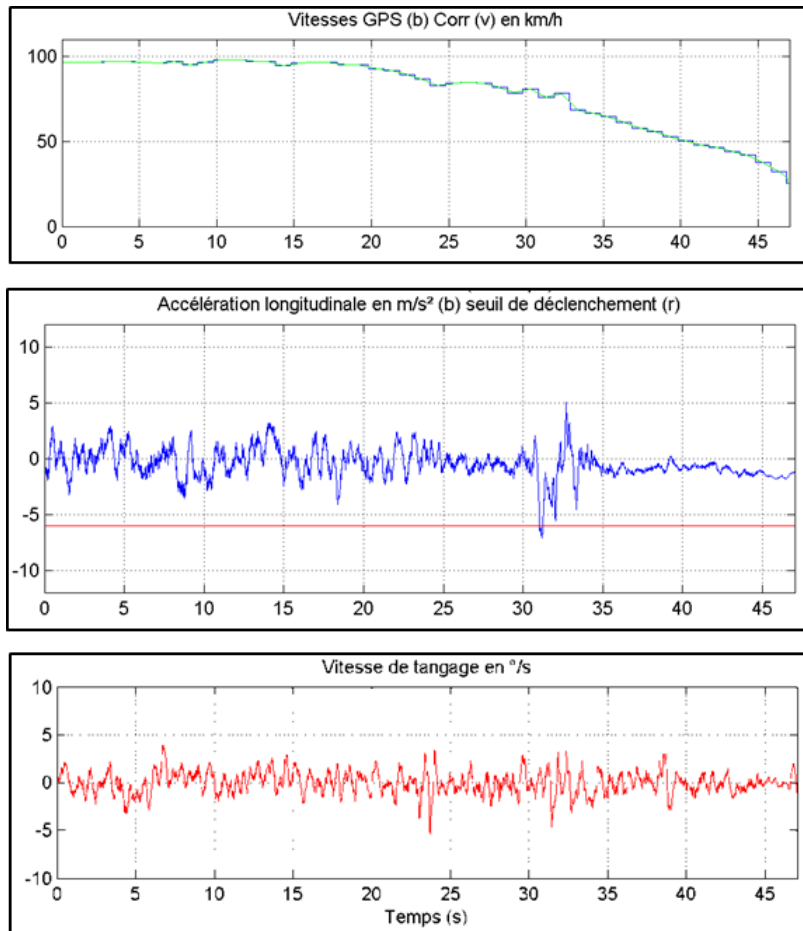 Vitesses GPS (b) Corr (v) en km/h
100
50
0
0 5 10 15 20 25 30 35 40 45
Accélération longitudinale en m/s² (b) seuil de déclenchement (r)
10
5
0
-5
-10
0 5 10 15 20 25 30 35 40 45
Vitesse de tangage en °/s
10
5
0
-5
-10
0 5 10 15 20 25 30 35 40 45
Temps (s)